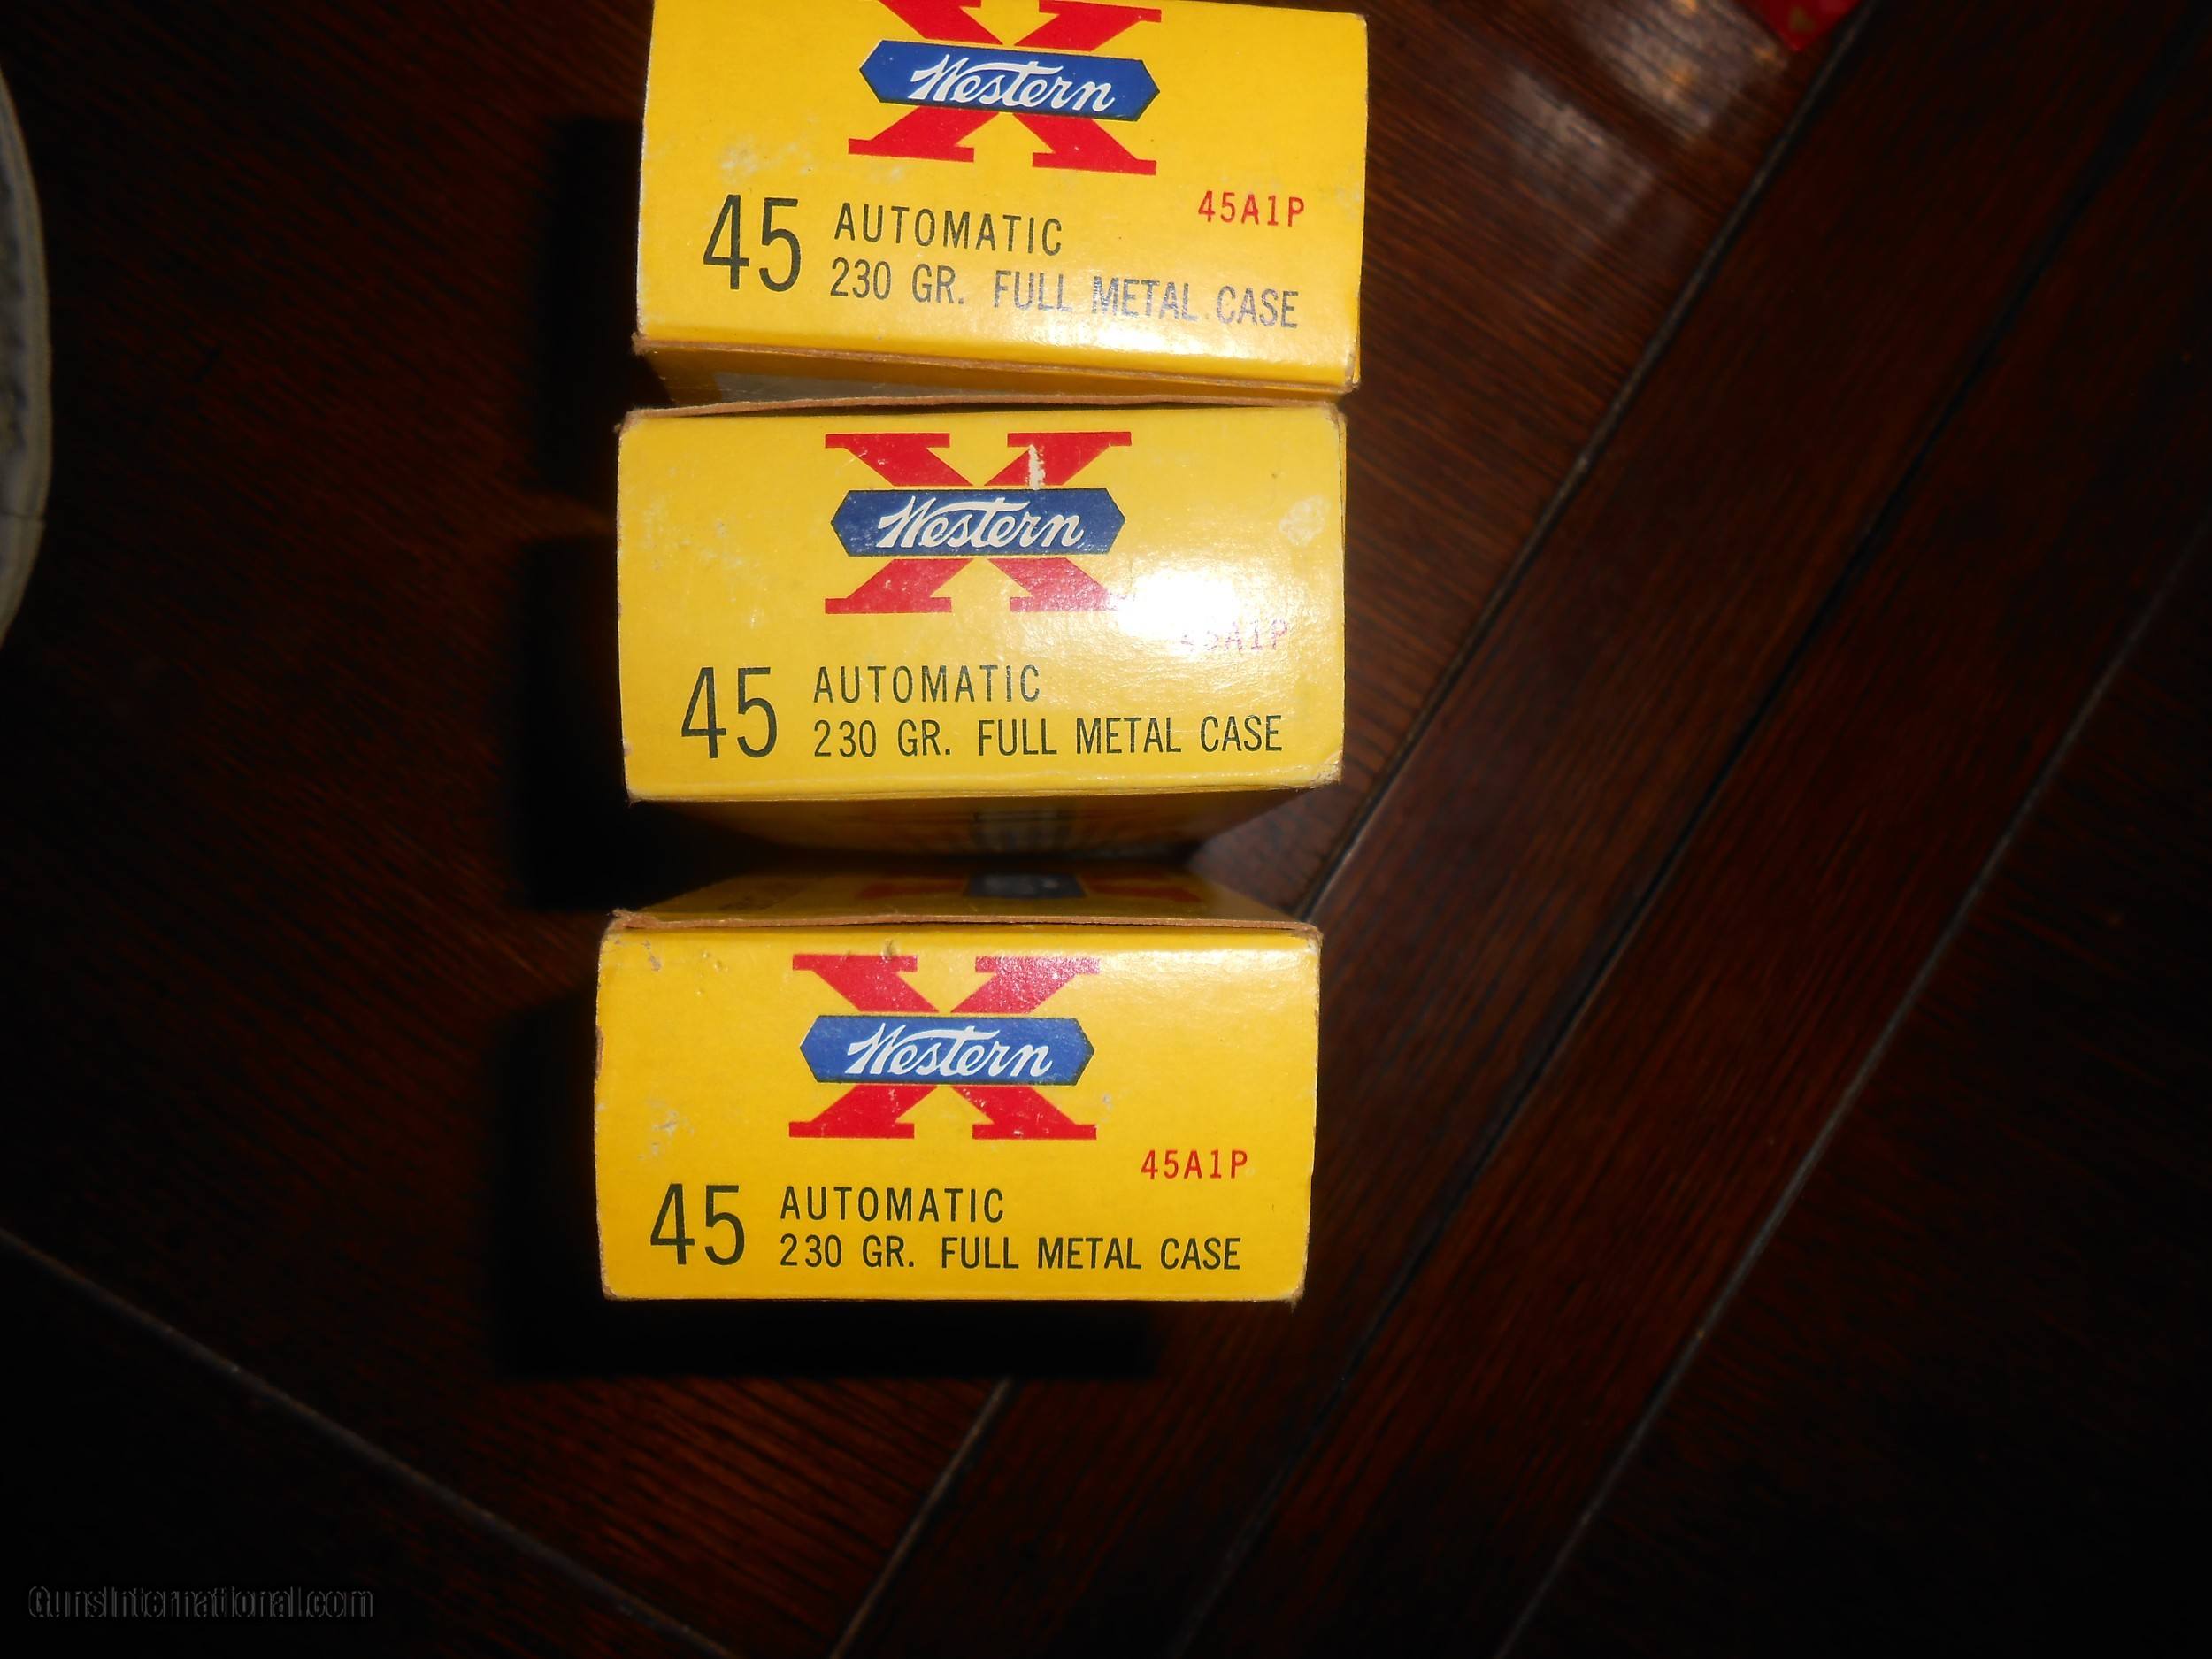 Western
45A1P
45 AUTOMATIC
230 GR. FULL METAL CASE
X
Western
45A1P
45 AUTOMATIC
230 GR. FULL METAL CASE
X
Western
45A1P
45 AUTOMATIC
230 GR. FULL METAL CASE
GunsInternational.com